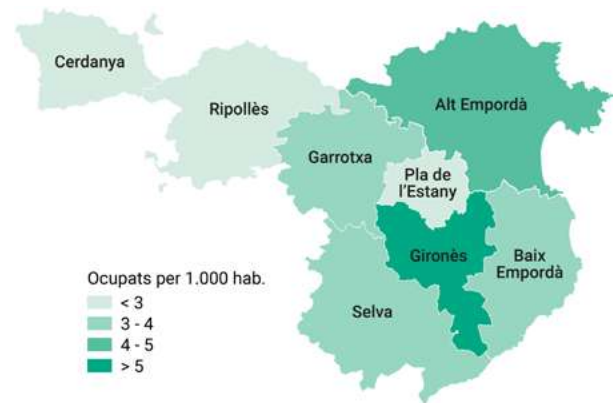 Cerdanya
Ripollès
Alt Empordà
Garrotxa
Pla de
l'Estany
Gironès
Baix
Empordà
Selva
Ocupats per 1.000 hab.
< 3
3 - 4
4 - 5
> 5